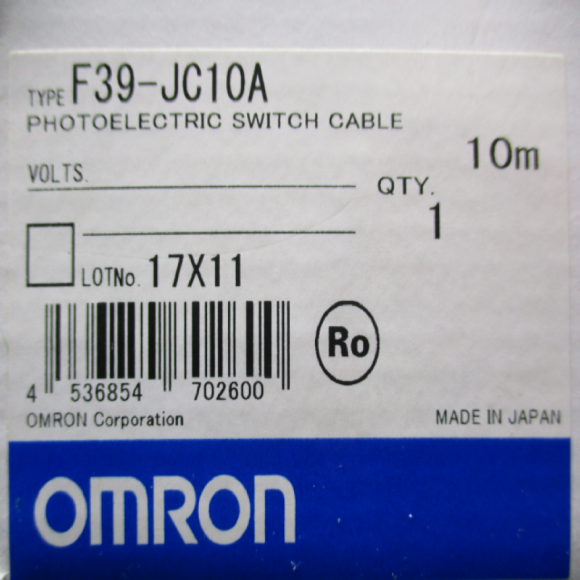 TYPE F39-JC10A
PHOTOELECTRIC SWITCH CABLE
10m
VOLTS.
QTY.
1
LOTNo. 17X11
Ro
4 536854 702600
OMRON Corporation
MADE IN JAPAN
OMRON